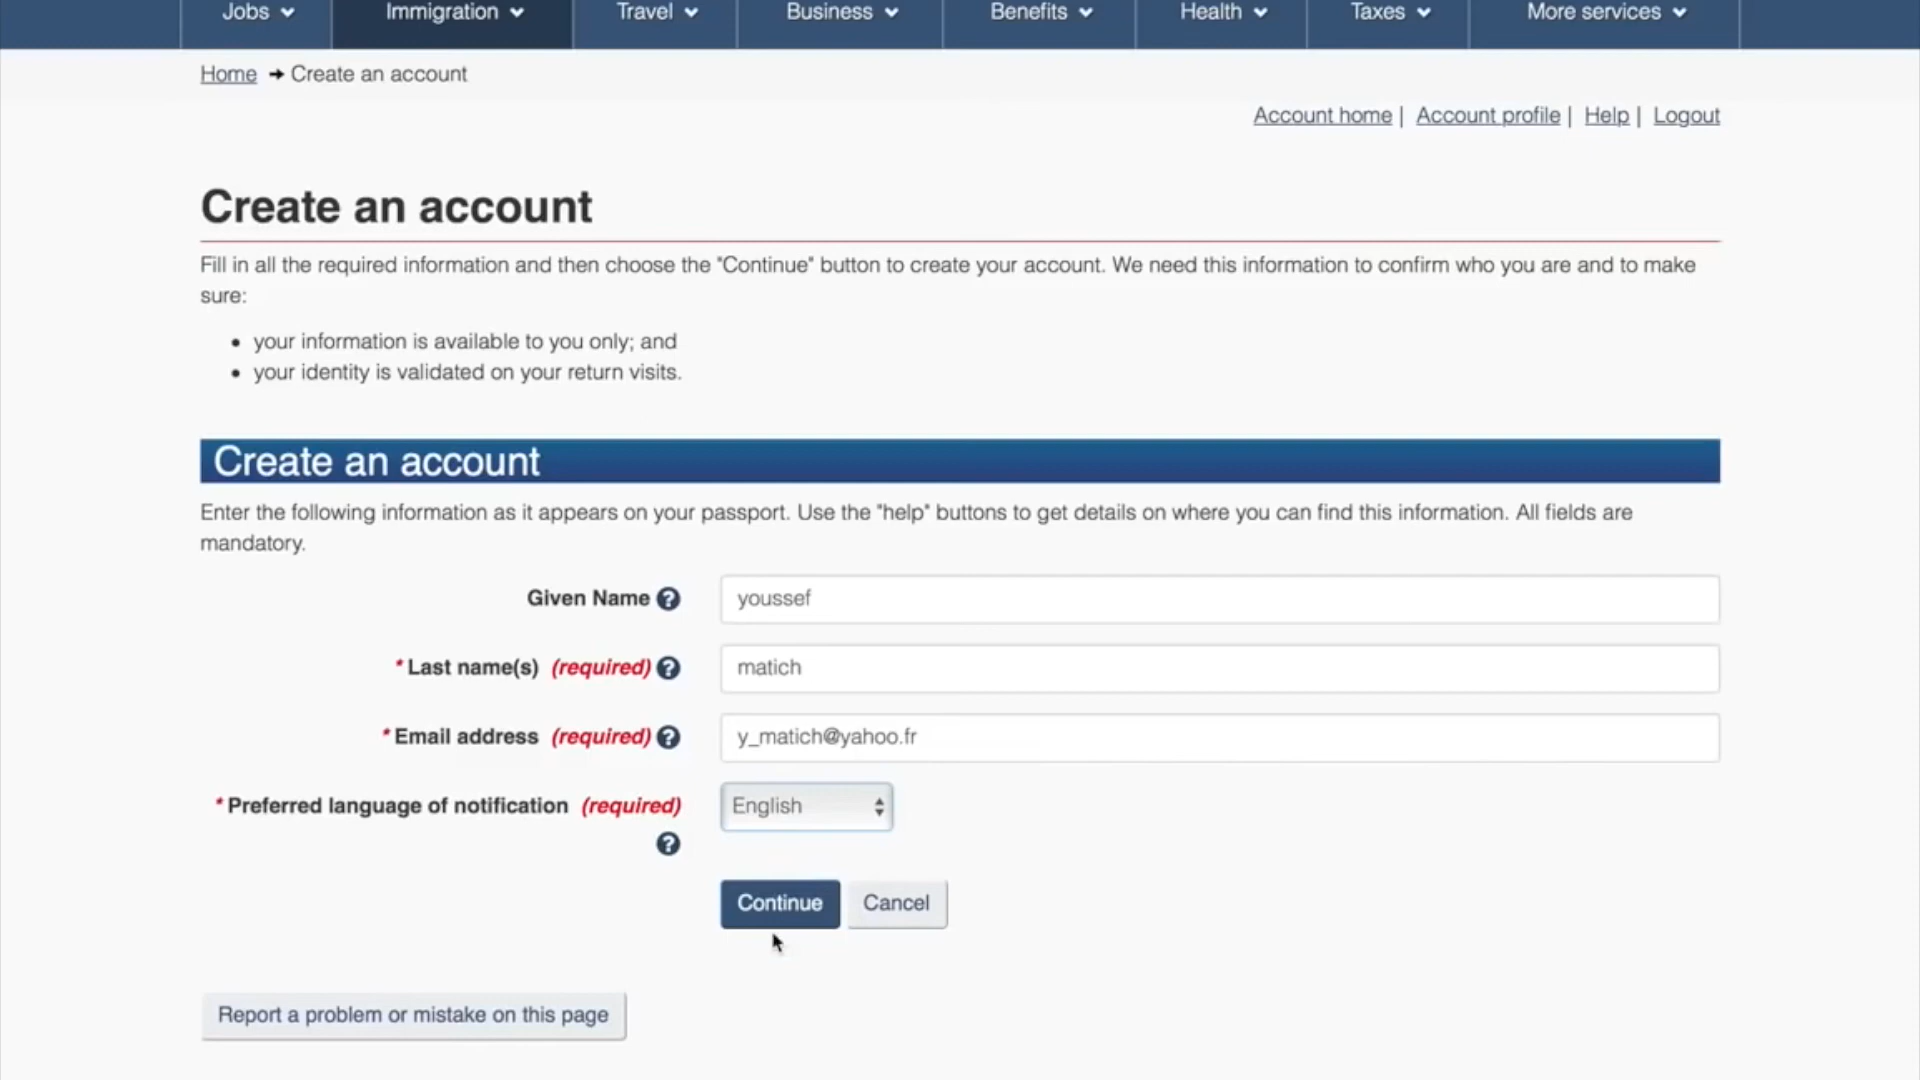 Jobs Immigration Travel Business Benefits Health Taxes More services
Home ➔ Create an account
Account home | Account profile | Help | Logout
Create an account
Fill in all the required information and then choose the "Continue" button to create your account. We need this information to confirm who you are and to make
sure:
• your information is available to you only; and
• your identity is validated on your return visits.
Create an account
Enter the following information as it appears on your passport. Use the "help" buttons to get details on where you can find this information. All fields are
mandatory.
Given Name ? youssef
* Last name(s) (required) ? matich
* Email address (required) ? y_matich@yahoo.fr
* Preferred language of notification (required) English
?
Continue Cancel
Report a problem or mistake on this page